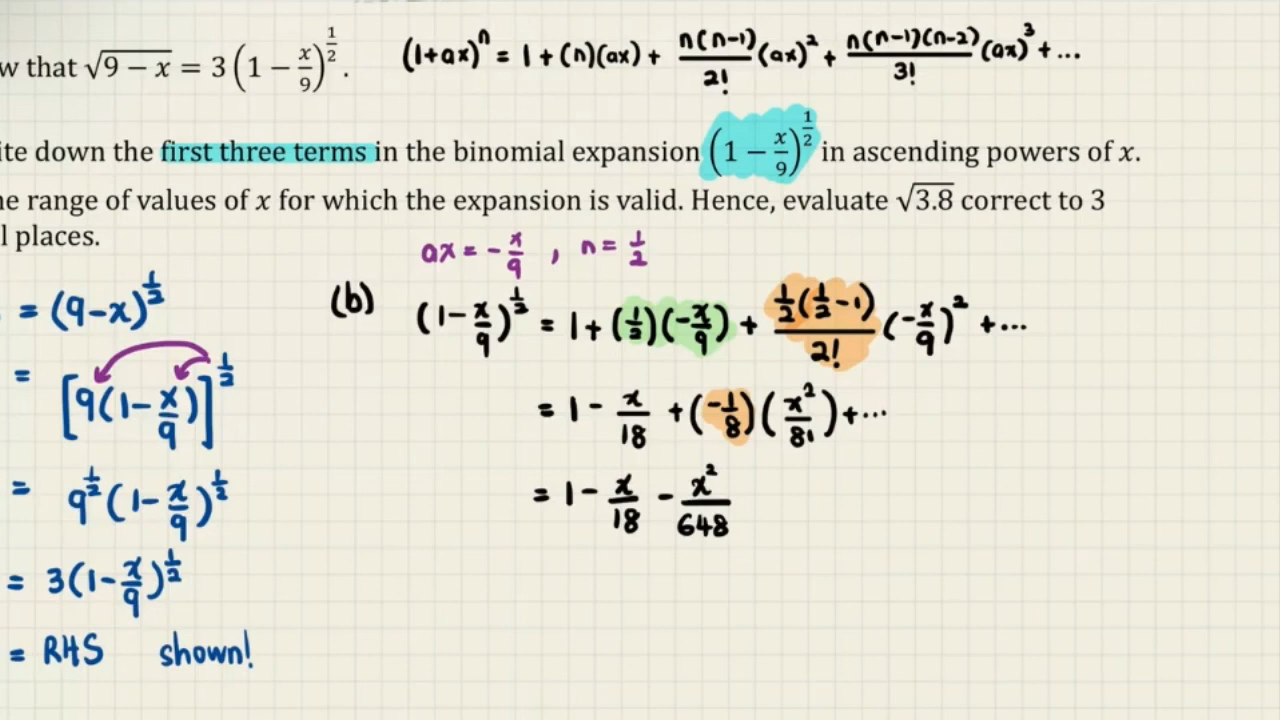 w that √(9 − x) = 3(1 − x/9)^(1/2).
(1+ax)^n = 1 + (n)(ax) + n(n-1)/2! (ax)^2 + n(n-1)(n-2)/3! (ax)^3 + ...
ite down the first three terms in the binomial expansion (1 − x/9)^(1/2) in ascending powers of x.
ne range of values of x for which the expansion is valid. Hence, evaluate √3.8 correct to 3
l places.
ax = -x/9 , n = 1/2
= (9-x)^(1/2)
= [9(1-x/9)]^(1/2)
= 9^(1/2) (1-x/9)^(1/2)
= 3(1-x/9)^(1/2)
= RHS shown!
(b) (1-x/9)^(1/2) = 1 + (1/2)(-x/9) + 1/2(1/2-1)/2! (-x/9)^2 + ...
= 1 - x/18 + (-1/8)(x^2/81) + ...
= 1 - x/18 - x^2/648